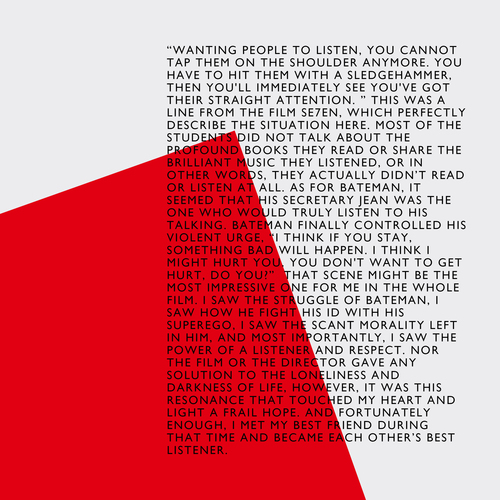 “WANTING PEOPLE TO LISTEN, YOU CANNOT
TAP THEM ON THE SHOULDER ANYMORE. YOU
HAVE TO HIT THEM WITH A SLEDGEHAMMER,
THEN YOU'LL IMMEDIATELY SEE YOU'VE GOT
THEIR STRAIGHT ATTENTION. ” THIS WAS A
LINE FROM THE FILM SE7EN, WHICH PERFECTLY
DESCRIBE THE SITUATION HERE. MOST OF THE
STUDENTS DID NOT TALK ABOUT THE
PROFOUND BOOKS THEY READ OR SHARE THE
BRILLIANT MUSIC THEY LISTENED, OR IN
OTHER WORDS, THEY ACTUALLY DIDN'T READ
OR LISTEN AT ALL. AS FOR BATEMAN, IT
SEEMED THAT HIS SECRETARY JEAN WAS THE
ONE WHO WOULD TRULY LISTEN TO HIS
TALKING. BATEMAN FINALLY CONTROLLED HIS
VIOLENT URGE, “I THINK IF YOU STAY,
SOMETHING BAD WILL HAPPEN. I THINK I
MIGHT HURT YOU. YOU DON'T WANT TO GET
HURT, DO YOU?” THAT SCENE MIGHT BE THE
MOST IMPRESSIVE ONE FOR ME IN THE WHOLE
FILM. I SAW THE STRUGGLE OF BATEMAN, I
SAW HOW HE FIGHT HIS ID WITH HIS
SUPEREGO, I SAW THE SCANT MORALITY LEFT
IN HIM, AND MOST IMPORTANTLY, I SAW THE
POWER OF A LISTENER AND RESPECT. NOR
THE FILM OR THE DIRECTOR GAVE ANY
SOLUTION TO THE LONELINESS AND
DARKNESS OF LIFE, HOWEVER, IT WAS THIS
RESONANCE THAT TOUCHED MY HEART AND
LIGHT A FRAIL HOPE, AND FORTUNATELY
ENOUGH, I MET MY BEST FRIEND DURING
THAT TIME AND BECAME EACH OTHER'S BEST
LISTENER.